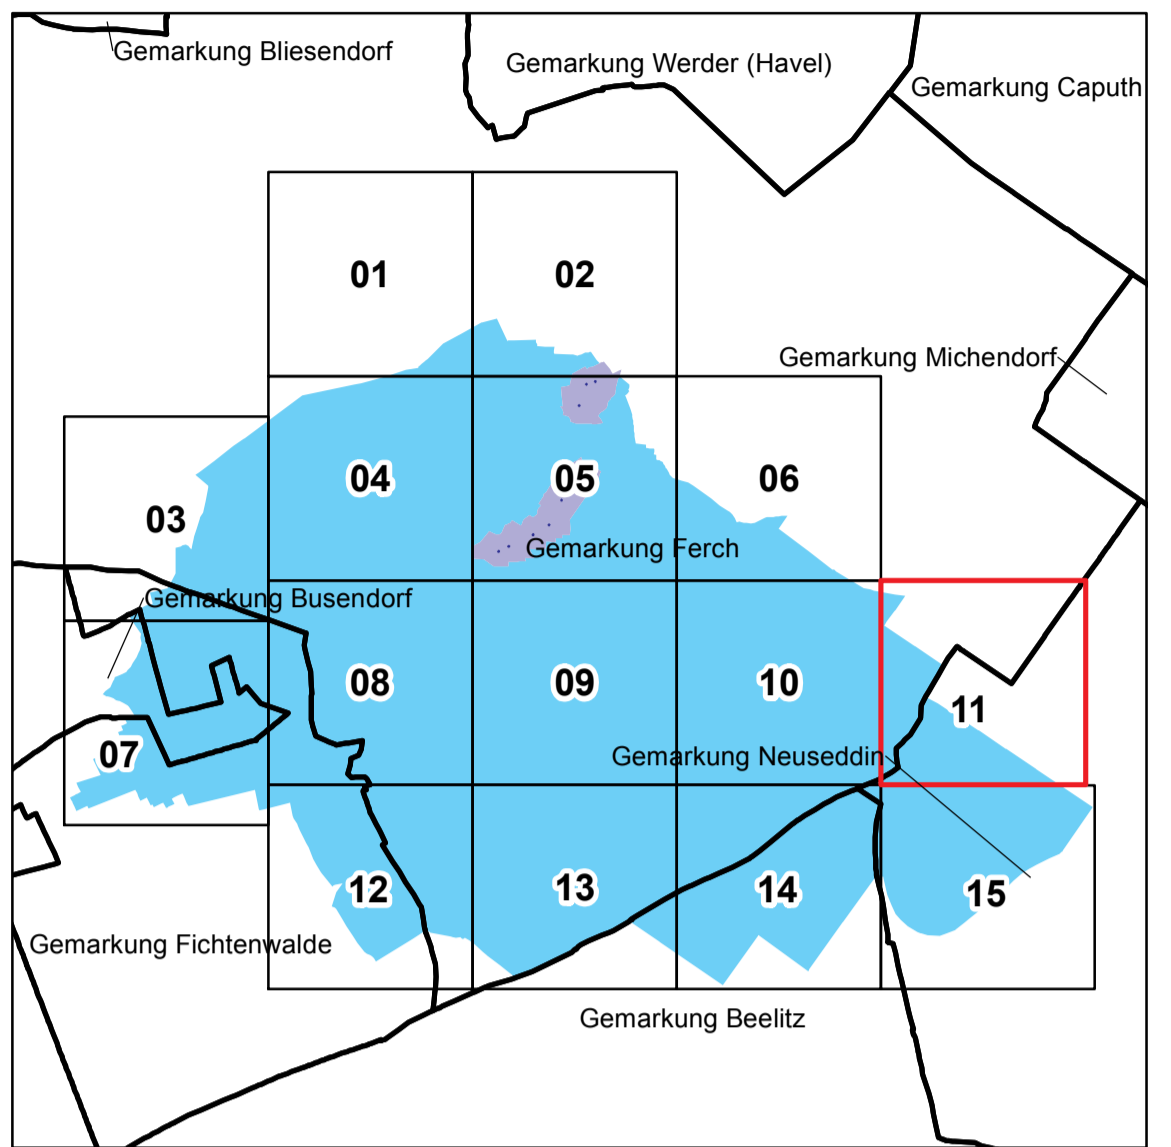 Gemarkung Bliesendorf
Gemarkung Werder (Havel)
Gemarkung Caputh
01
02
Gemarkung Michendorf
03
04
05
06
Gemarkung Ferch
Gemarkung Busendorf
07
08
09
10
11
Gemarkung Neuseddin
12
13
14
15
Gemarkung Fichtenwalde
Gemarkung Beelitz